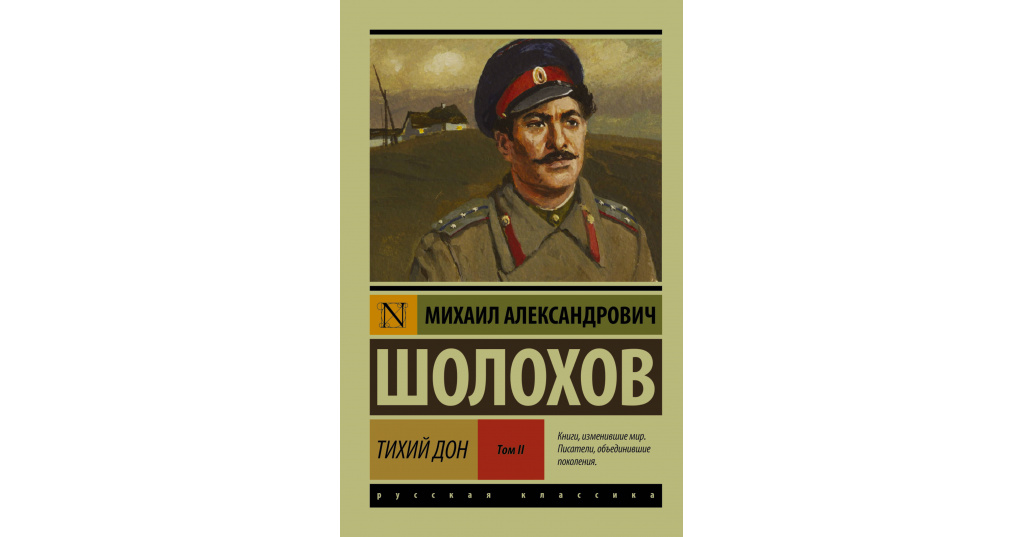 N
МИХАИЛ АЛЕКСАНДРОВИЧ
ШОЛОХОВ
ТИХИЙ ДОН
Том II
Книги, изменившие мир.
Писатели, объединившие
поколения.
русская классика